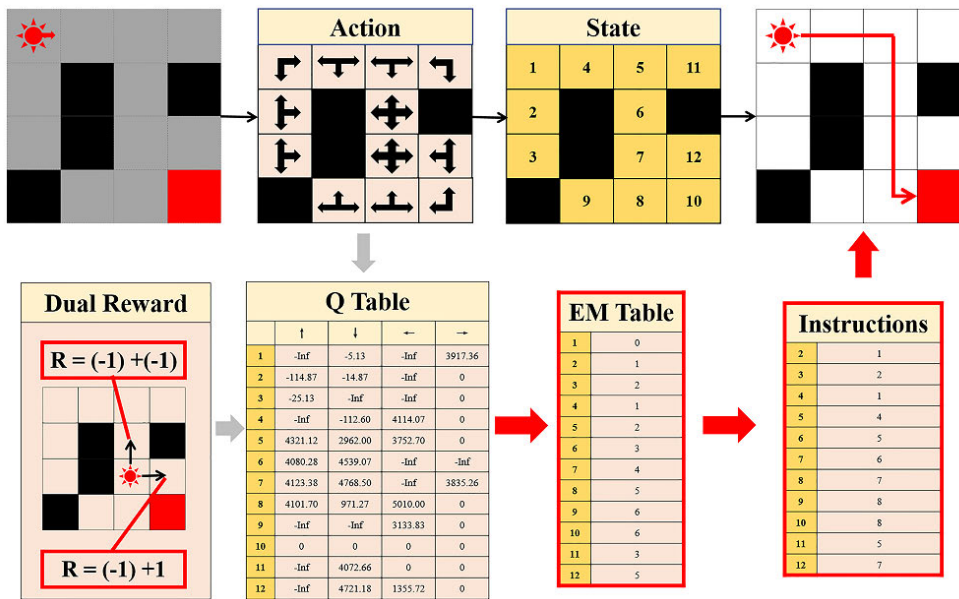 Action
State
1 4 5 11
2 6
3 7 12
9 8 10
Dual Reward
R = (-1) +(-1)
R = (-1) +1
Q Table
↑ ↓ ← →
1 -Inf -5.13 -Inf 3917.36
2 -114.87 -14.87 -Inf 0
3 -25.13 -Inf -Inf 0
4 -Inf -112.60 4114.07 0
5 4321.12 2962.00 3752.70 0
6 4080.28 4539.07 -Inf -Inf
7 4123.38 4768.50 -Inf 3835.26
8 4101.70 971.27 5010.00 0
9 -Inf -Inf 3133.83 0
10 0 0 0 0
11 -Inf 4072.66 0 0
12 -Inf 4721.18 1355.72 0
EM Table
1 0
2 1
3 2
4 1
5 2
6 3
7 4
8 5
9 6
10 6
11 3
12 5
Instructions
2 1
3 2
4 1
5 4
6 5
7 6
8 7
9 8
10 8
11 5
12 7